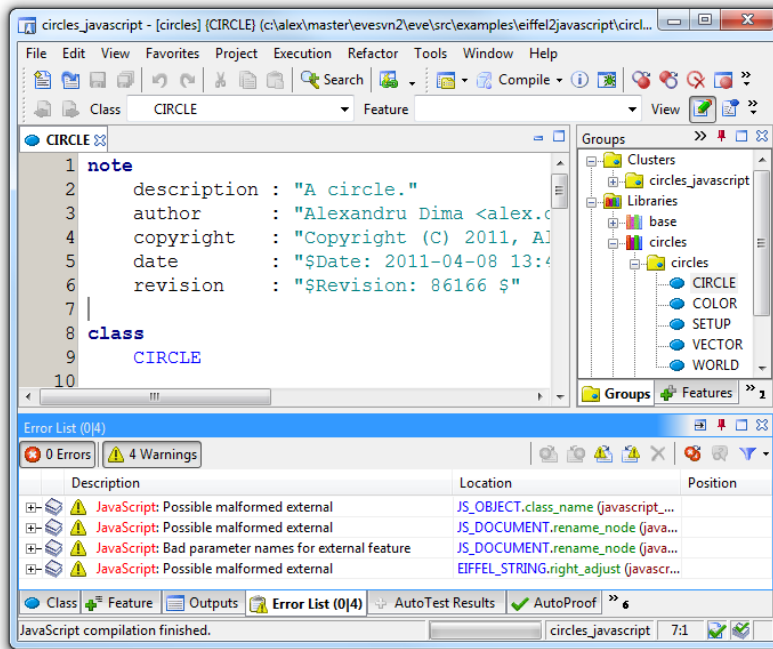 circles_javascript - [circles] {CIRCLE} (c:\alex\master\evesvn2\eve\src\examples\eiffel2javascript\circl...
File Edit View Favorites Project Execution Refactor Tools Window Help
Search Compile
Class CIRCLE Feature View
CIRCLE
Groups
1 note
2 description : "A circle."
3 author : "Alexandru Dima <alex.d
4 copyright : "Copyright (C) 2011, Al
5 date : "$Date: 2011-04-08 13:4
6 revision : "$Revision: 86166 $"
7
8 class
9 CIRCLE
10
Clusters
circles_javascript
Libraries
base
circles
circles
CIRCLE
COLOR
SETUP
VECTOR
WORLD
Groups Features 2
Error List (0|4)
0 Errors 4 Warnings
Description Location Position
JavaScript: Possible malformed external JS_OBJECT.class_name (javascript_...
JavaScript: Possible malformed external JS_DOCUMENT.rename_node (java...
JavaScript: Bad parameter names for external feature JS_DOCUMENT.rename_node (java...
JavaScript: Possible malformed external EIFFEL_STRING.right_adjust (javascr...
Class Feature Outputs Error List (0|4) AutoTest Results AutoProof 6
JavaScript compilation finished. circles_javascript 7:1